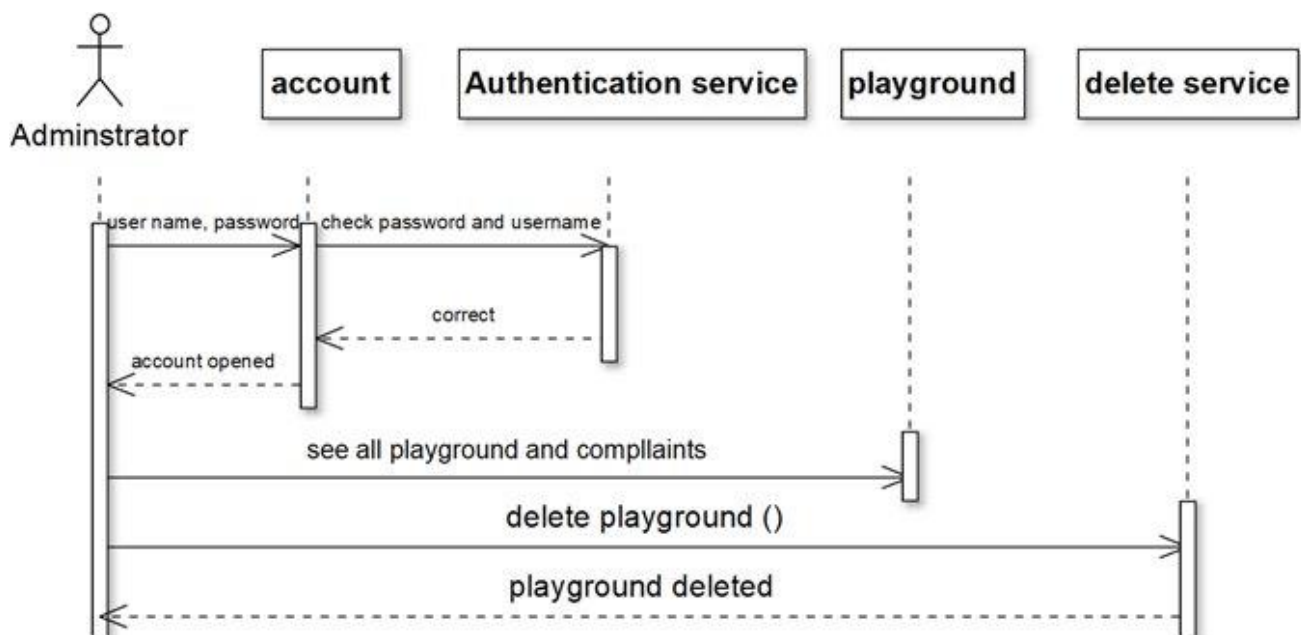 account
Authentication service
playground
delete service
Adminstrator
user name, password
check password and username
correct
account opened
see all playground and compllaints
delete playground ()
playground deleted